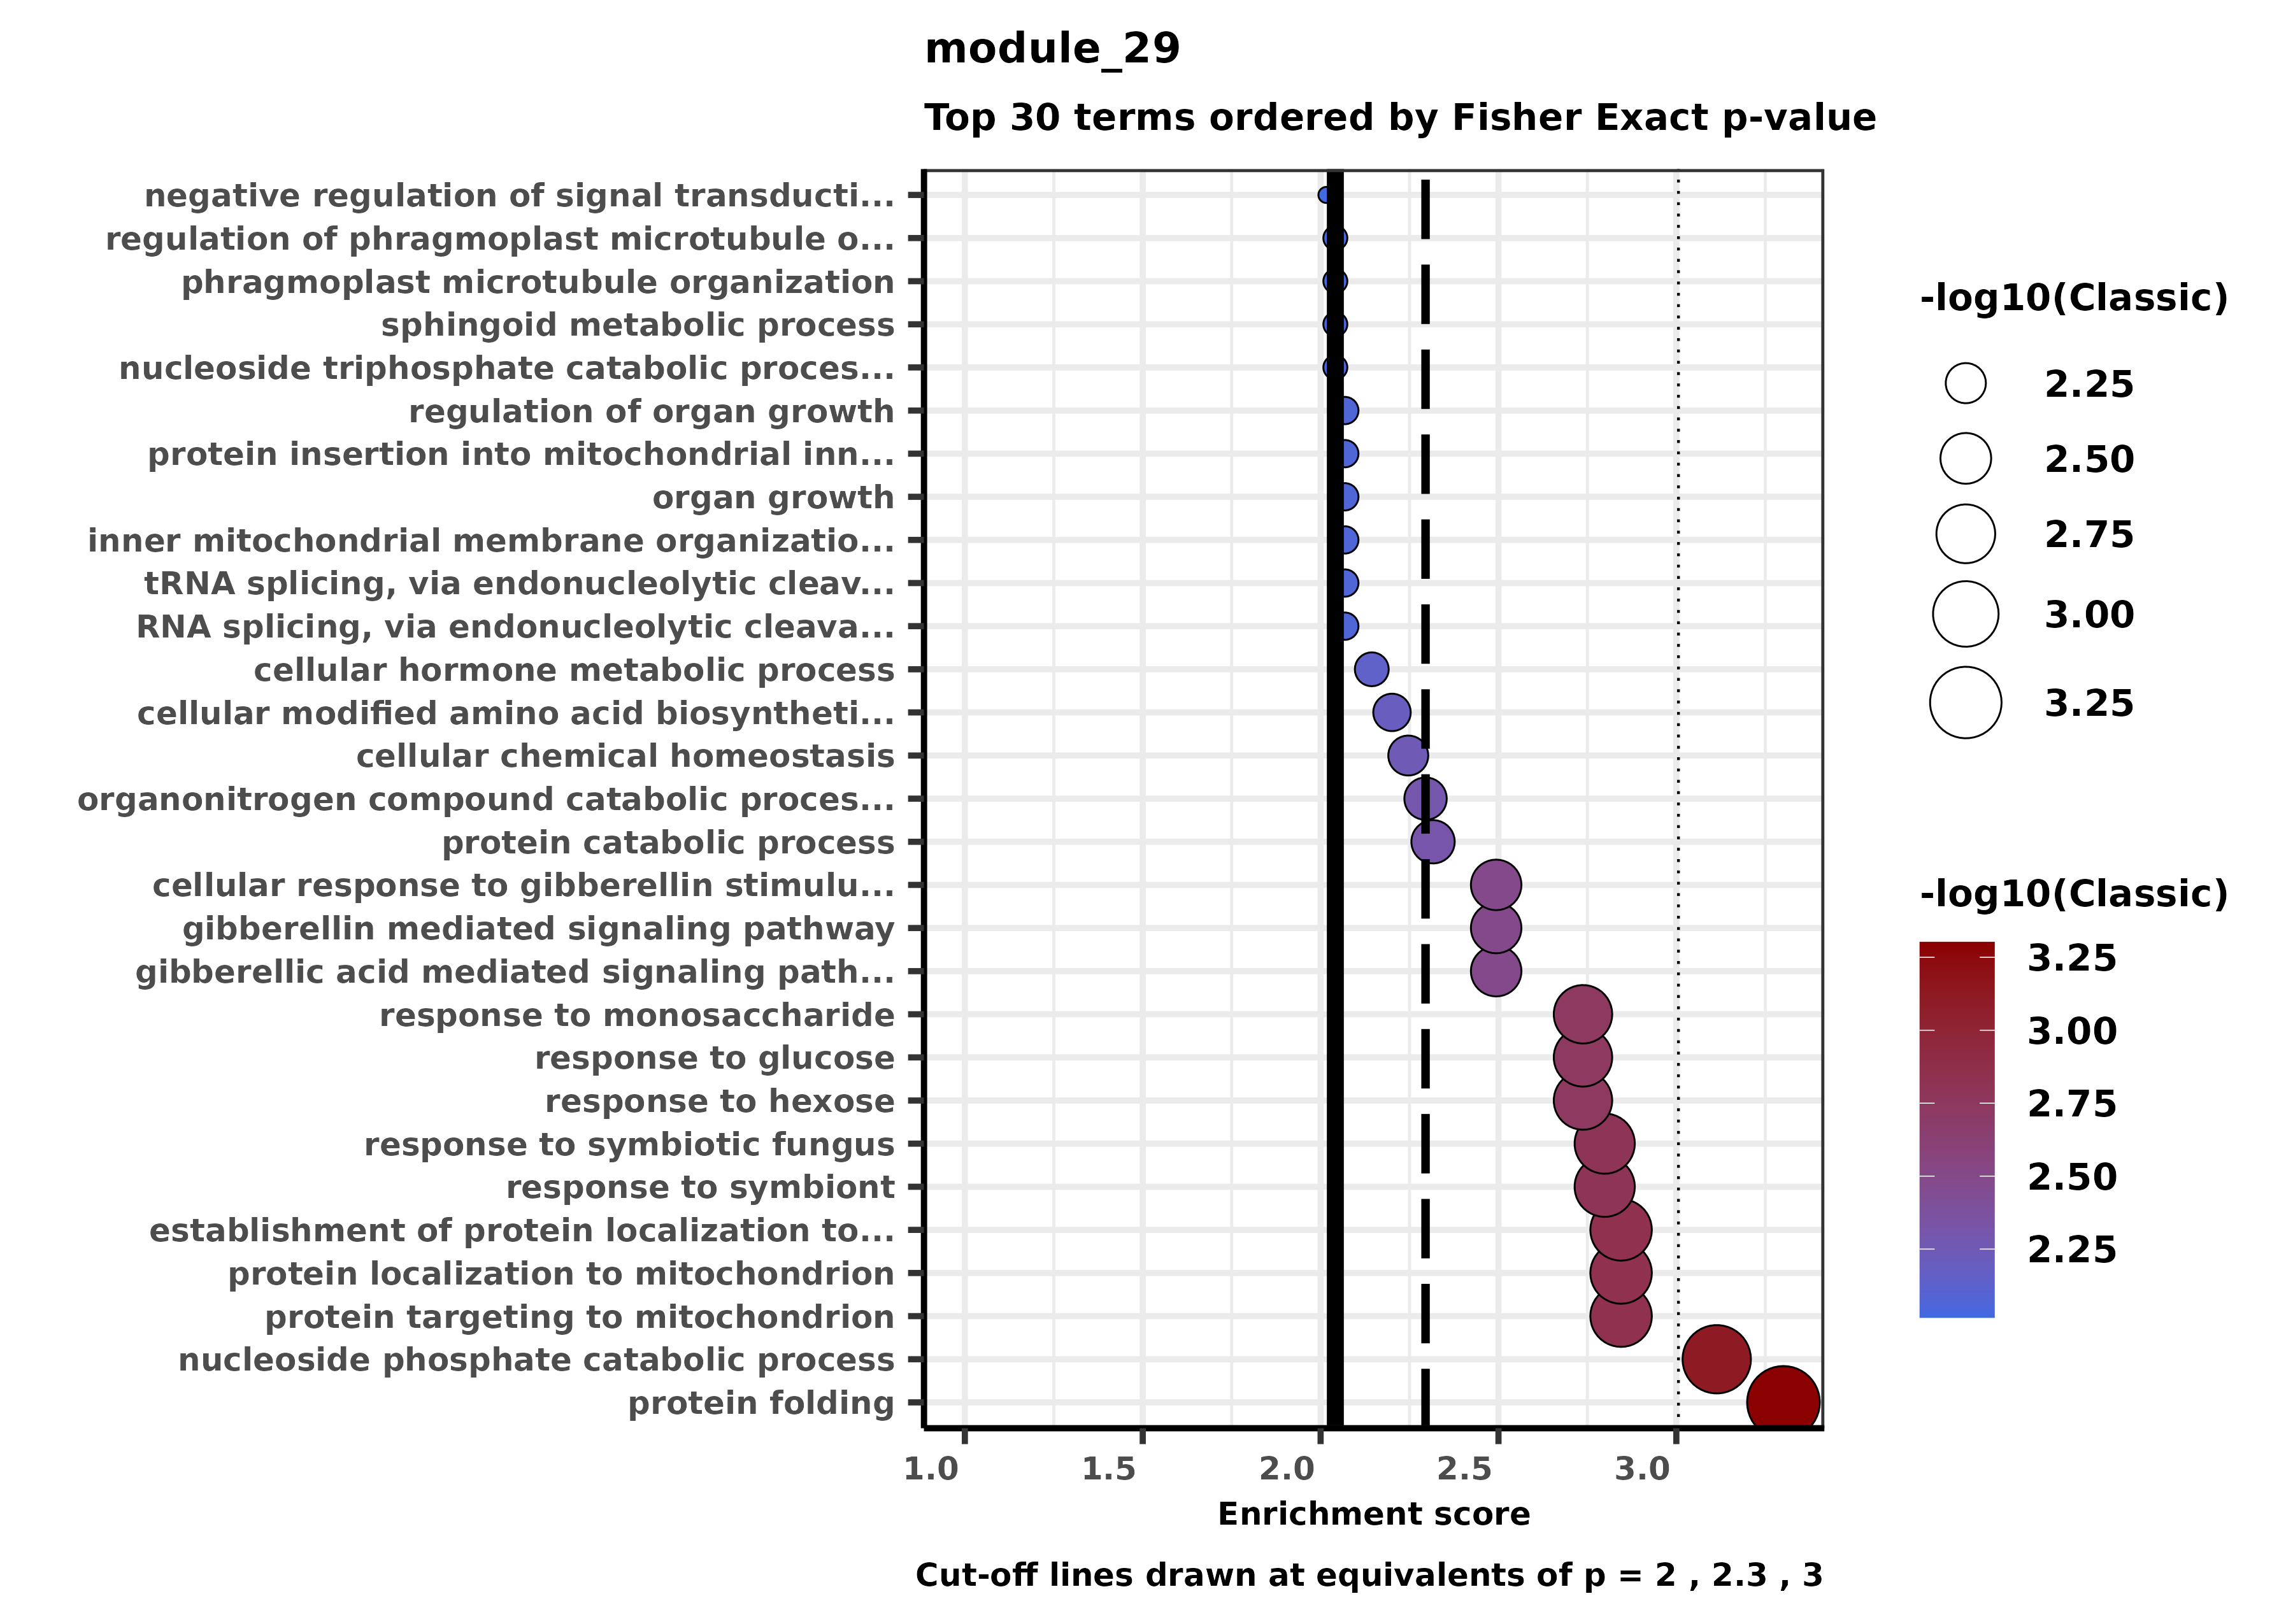 module_29
Top 30 terms ordered by Fisher Exact p-value
negative regulation of signal transducti...
regulation of phragmoplast microtubule o...
phragmoplast microtubule organization
sphingoid metabolic process
nucleoside triphosphate catabolic proces...
regulation of organ growth
protein insertion into mitochondrial inn...
organ growth
inner mitochondrial membrane organizatio...
tRNA splicing, via endonucleolytic cleav...
RNA splicing, via endonucleolytic cleava...
cellular hormone metabolic process
cellular modified amino acid biosyntheti...
cellular chemical homeostasis
organonitrogen compound catabolic proces...
protein catabolic process
cellular response to gibberellin stimulu...
gibberellin mediated signaling pathway
gibberellic acid mediated signaling path...
response to monosaccharide
response to glucose
response to hexose
response to symbiotic fungus
response to symbiont
establishment of protein localization to...
protein localization to mitochondrion
protein targeting to mitochondrion
nucleoside phosphate catabolic process
protein folding
1.0 1.5 2.0 2.5 3.0
Enrichment score
Cut-off lines drawn at equivalents of p = 2 , 2.3 , 3
-log10(Classic)
2.25
2.50
2.75
3.00
3.25
-log10(Classic)
3.25
3.00
2.75
2.50
2.25